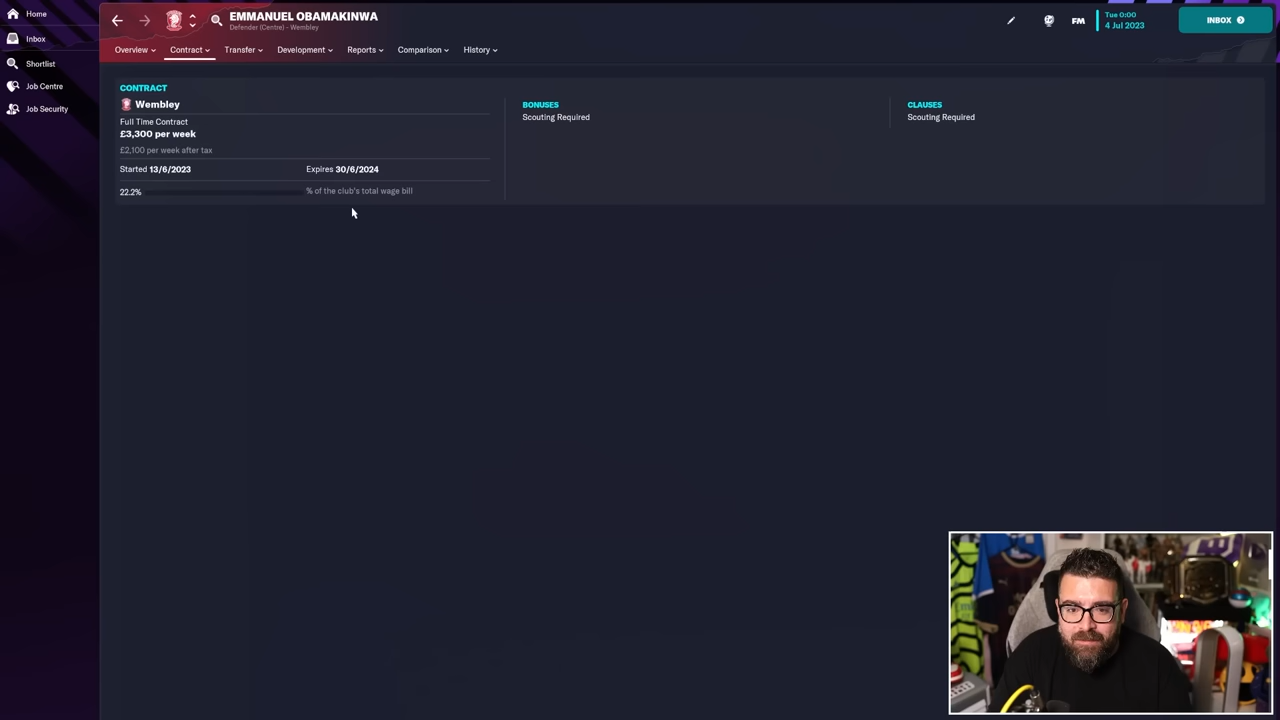 EMMANUEL OBAMAKINWA
Defender (Centre) - Wembley
FM
Tue 0:00
4 Jul 2023
INBOX
Home
Inbox
Shortlist
Job Centre
Job Security
Overview
Contract
Transfer
Development
Reports
Comparison
History
CONTRACT
Wembley
Full Time Contract
£3,300 per week
£2,100 per week after tax
Started 13/6/2023
Expires 30/6/2024
22.2%
% of the club's total wage bill
BONUSES
Scouting Required
CLAUSES
Scouting Required